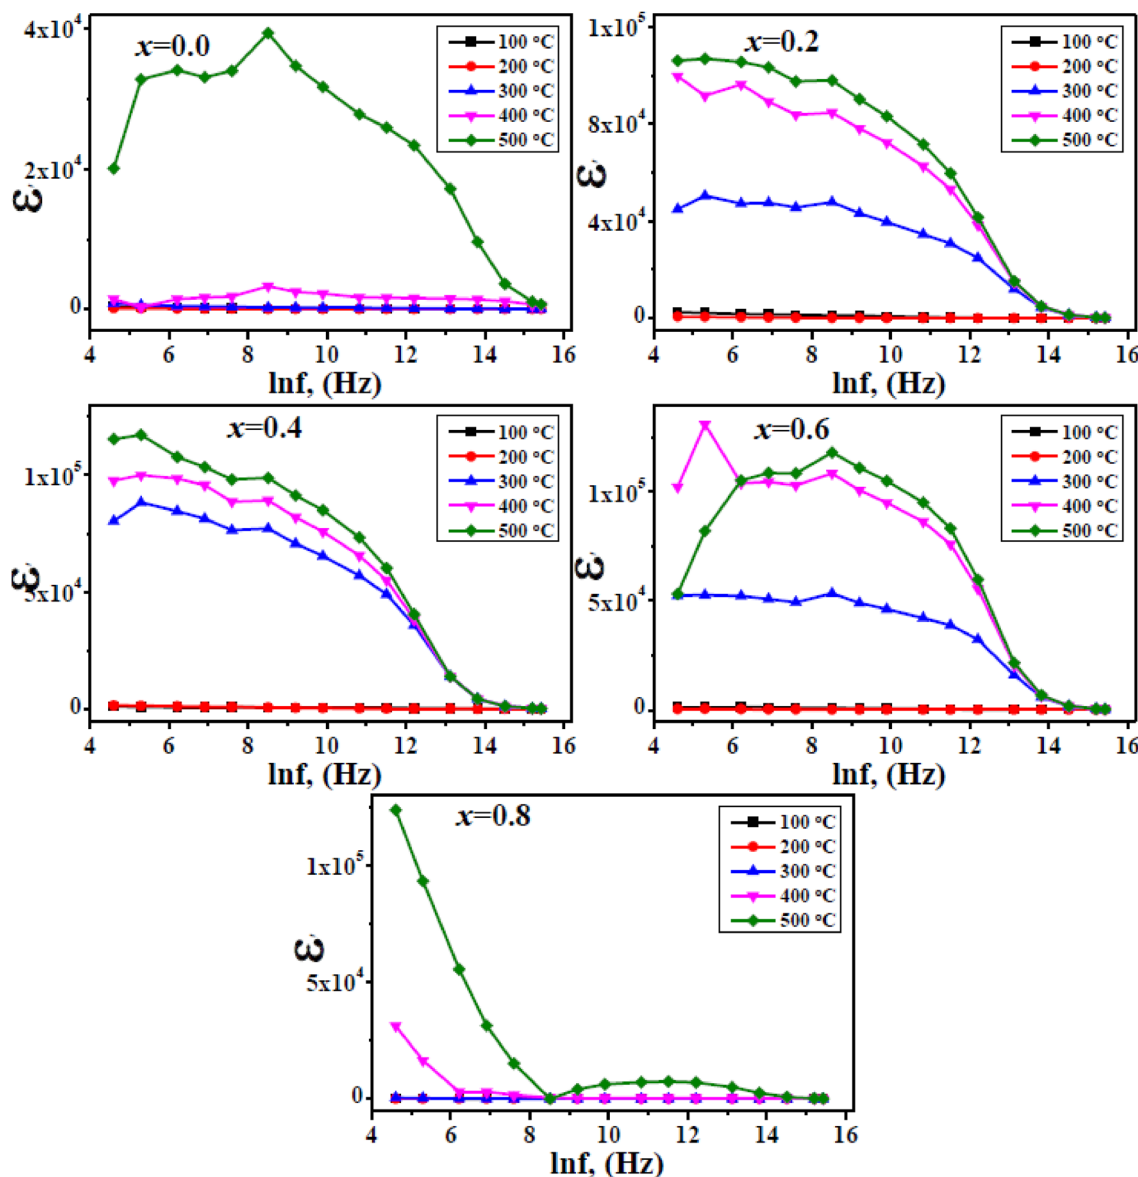 x=0.0
4x10⁴
2x10⁴
0
ε'
4 6 8 10 12 14 16
lnf, (Hz)
100 °C
200 °C
300 °C
400 °C
500 °C
x=0.2
1x10⁵
8x10⁴
4x10⁴
0
ε'
4 6 8 10 12 14 16
lnf, (Hz)
100 °C
200 °C
300 °C
400 °C
500 °C
x=0.4
1x10⁵
5x10⁴
0
ε'
4 6 8 10 12 14 16
lnf, (Hz)
100 °C
200 °C
300 °C
400 °C
500 °C
x=0.6
1x10⁵
5x10⁴
0
ε'
4 6 8 10 12 14 16
lnf, (Hz)
100 °C
200 °C
300 °C
400 °C
500 °C
x=0.8
1x10⁵
5x10⁴
0
ε'
4 6 8 10 12 14 16
lnf, (Hz)
100 °C
200 °C
300 °C
400 °C
500 °C